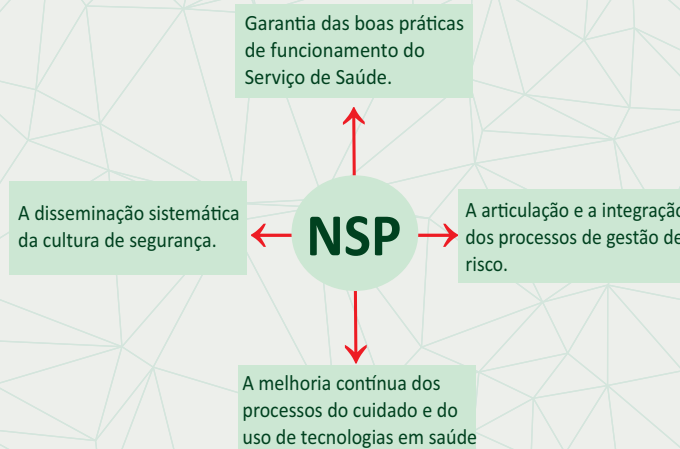 Garantia das boas práticas
de funcionamento do
Serviço de Saúde.
A disseminação sistemática
da cultura de segurança.
NSP
A articulação e a integração
dos processos de gestão de
risco.
A melhoria contínua dos
processos do cuidado e do
uso de tecnologias em saúde